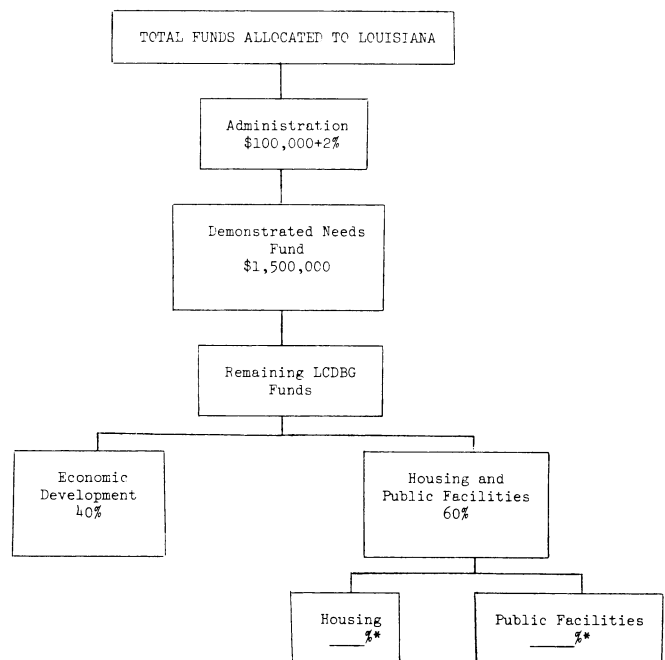 TOTAL FUNDS ALLOCATED TO LOUISIANA
Administration
$100,000+2%
Demonstrated Needs
Fund
$1,500,000
Remaining LCDBG
Funds
Economic
Development
40%
Housing and
Public Facilities
60%
Housing
____%*
Public Facilities
_____%*